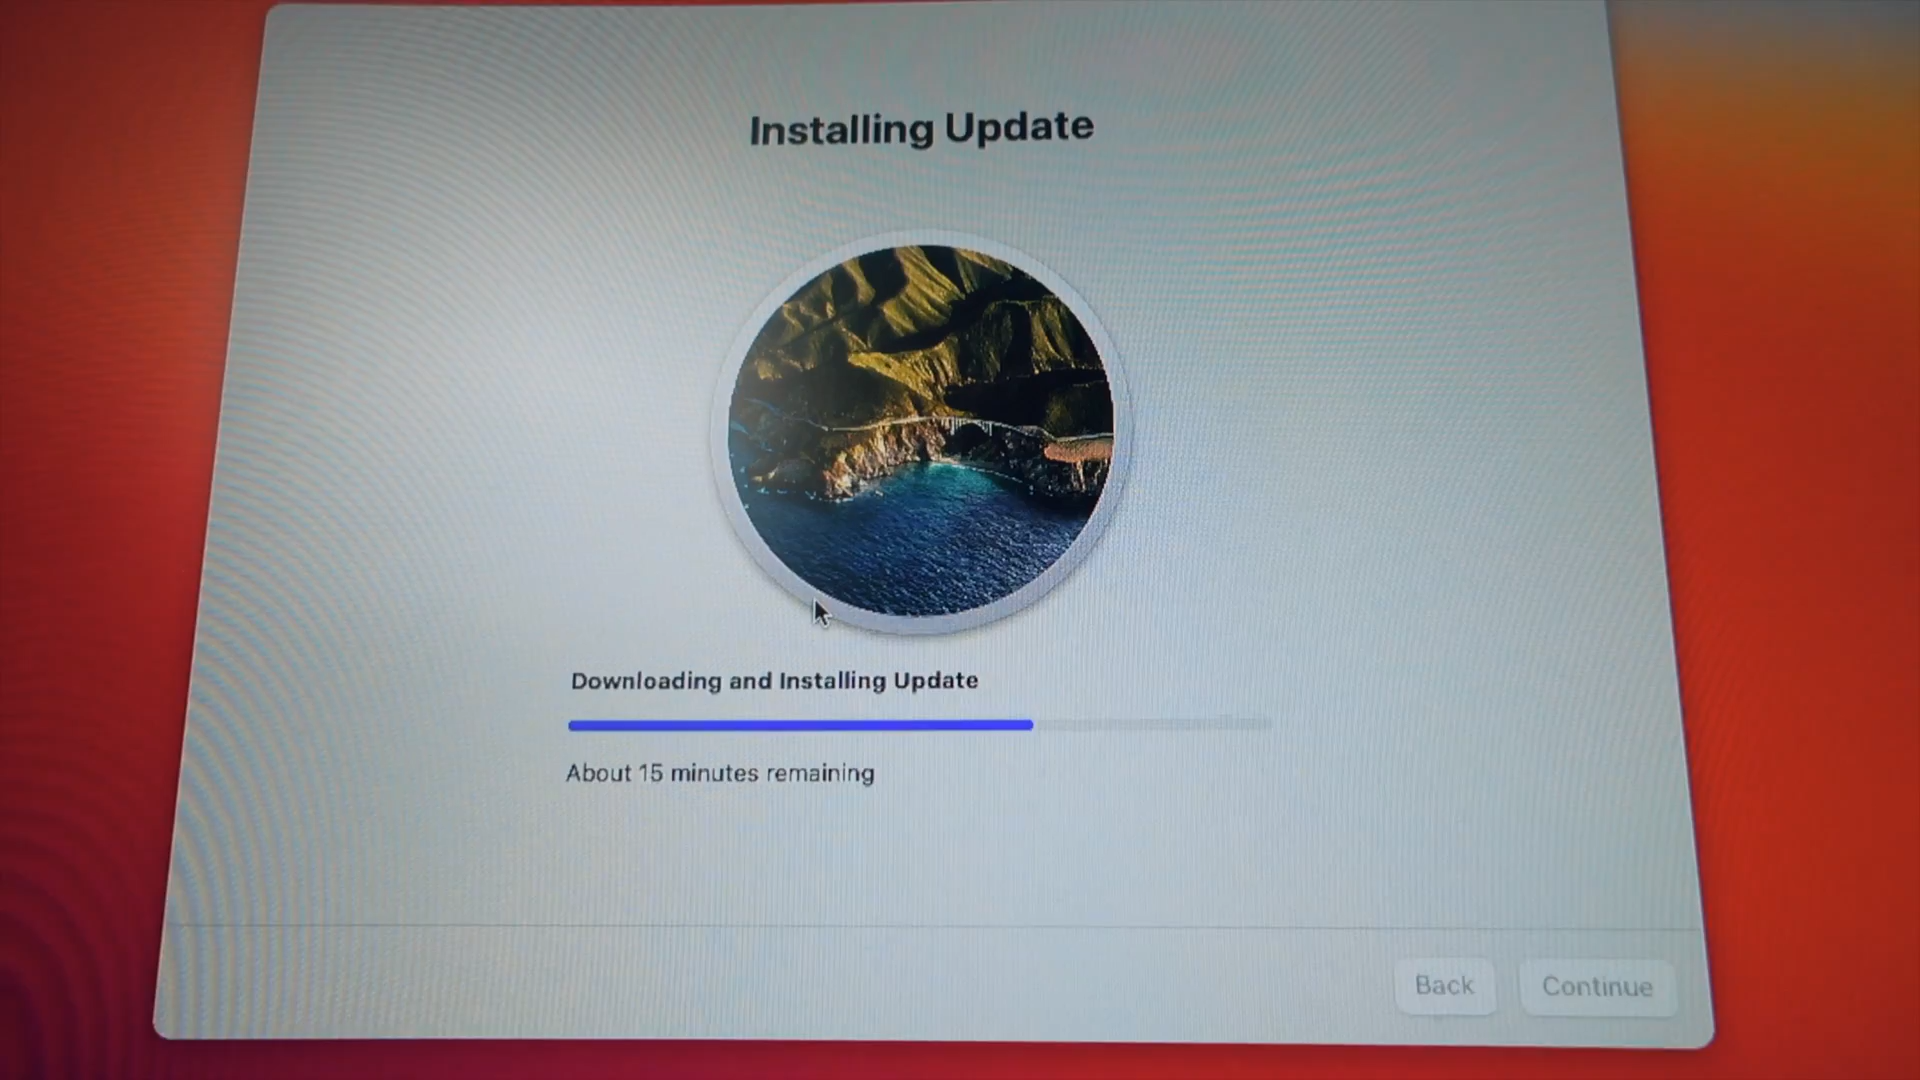 Installing Update
Downloading and Installing Update
About 15 minutes remaining
Back
Continue